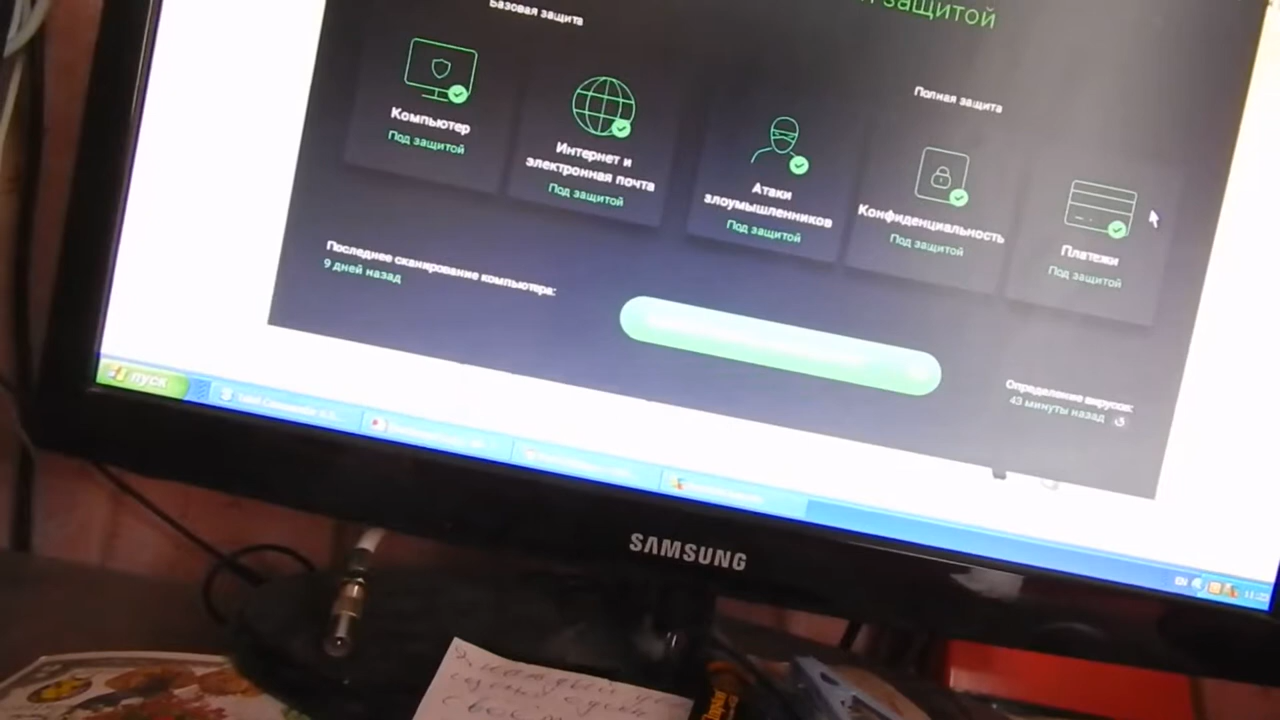 защитой
Базовая защита
Полная защита
Компьютер
Под защитой
Интернет и
электронная почта
Под защитой
Атаки
злоумышленников
Под защитой
Конфиденциальность
Под защитой
Платежи
Под защитой
Последнее сканирование компьютера:
9 дней назад
Определение вирусов:
43 минуты назад
пуск
EN
SAMSUNG